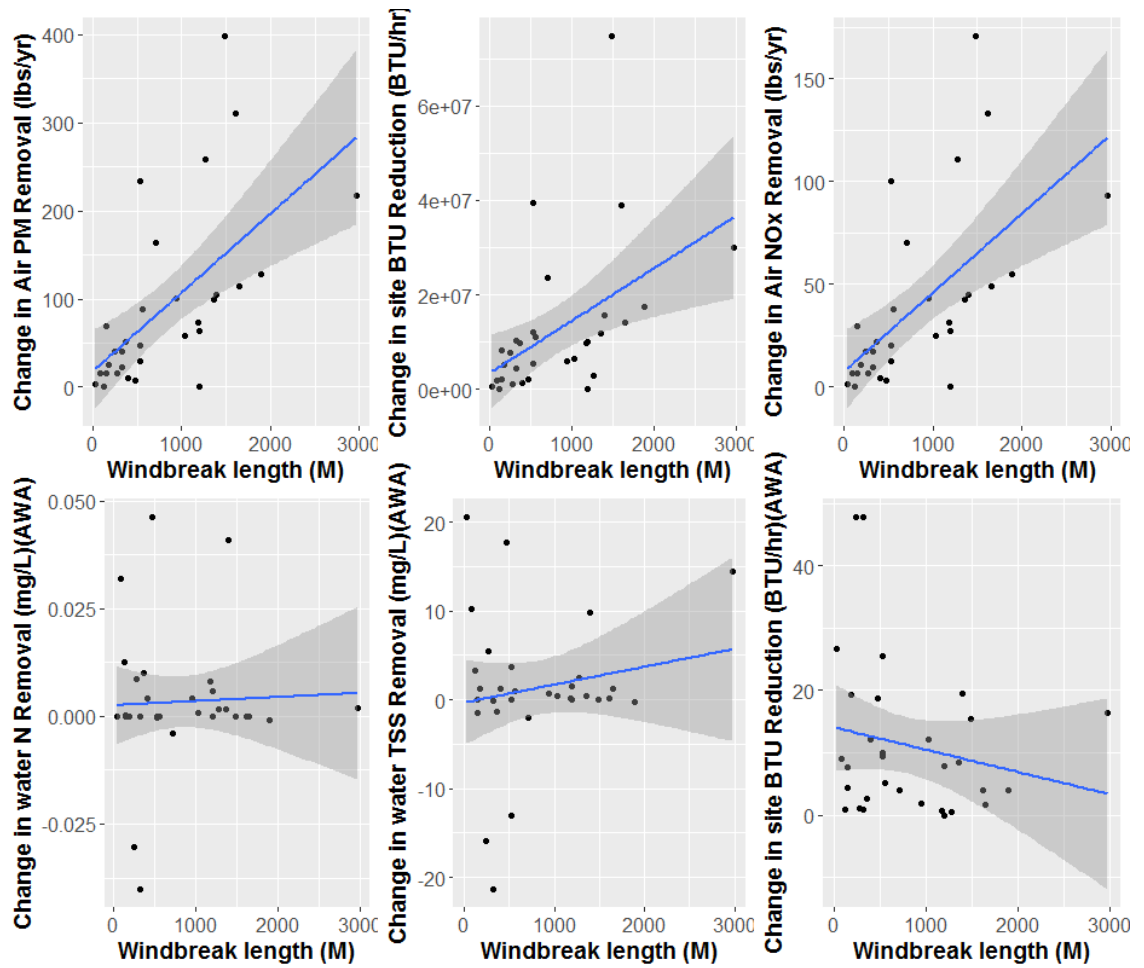 Change in Air PM Removal (lbs/yr)
400
300
200
100
0
0 1000 2000 3000
Windbreak length (M)
Change in site BTU Reduction (BTU/hr)
6e+07
4e+07
2e+07
0e+00
0 1000 2000 3000
Windbreak length (M)
Change in Air NOx Removal (lbs/yr)
150
100
50
0
0 1000 2000 3000
Windbreak length (M)
Change in water N Removal (mg/L)(AWA)
0.050
0.025
0.000
-0.025
0 1000 2000 3000
Windbreak length (M)
Change in water TSS Removal (mg/L)(AWA)
20
10
0
-10
-20
0 1000 2000 3000
Windbreak length (M)
Change in site BTU Reduction (BTU/hr)(AWA)
40
20
0
0 1000 2000 3000
Windbreak length (M)